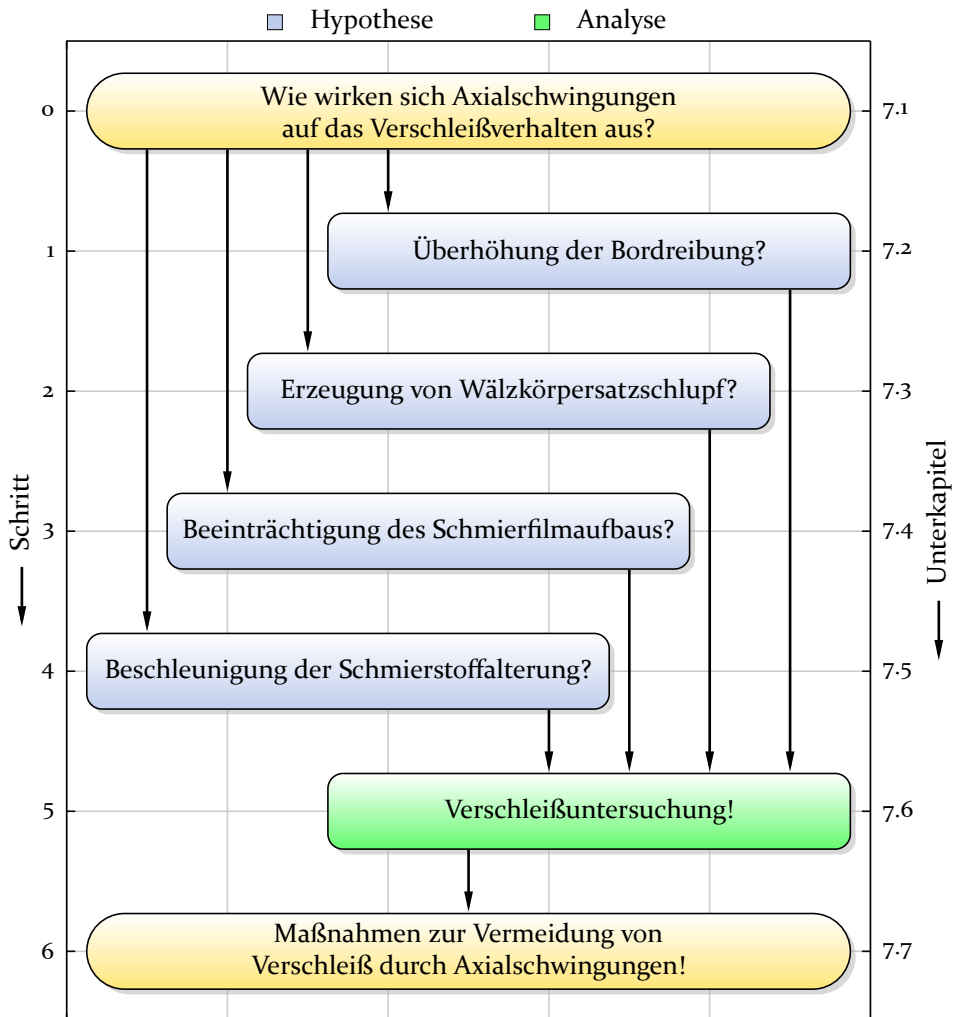 Hypothese Analyse
0
Wie wirken sich Axialschwingungen
auf das Verschleißverhalten aus?
7.1
1
Überhöhung der Bordreibung?
7.2
2
Erzeugung von Wälzkörpersatzschlupf?
7.3
Schritt
3
Beeinträchtigung des Schmierfilmaufbaus?
7.4
Unterkapitel
4
Beschleunigung der Schmierstoffalterung?
7.5
5
Verschleißuntersuchung!
7.6
6
Maßnahmen zur Vermeidung von
Verschleiß durch Axialschwingungen!
7.7